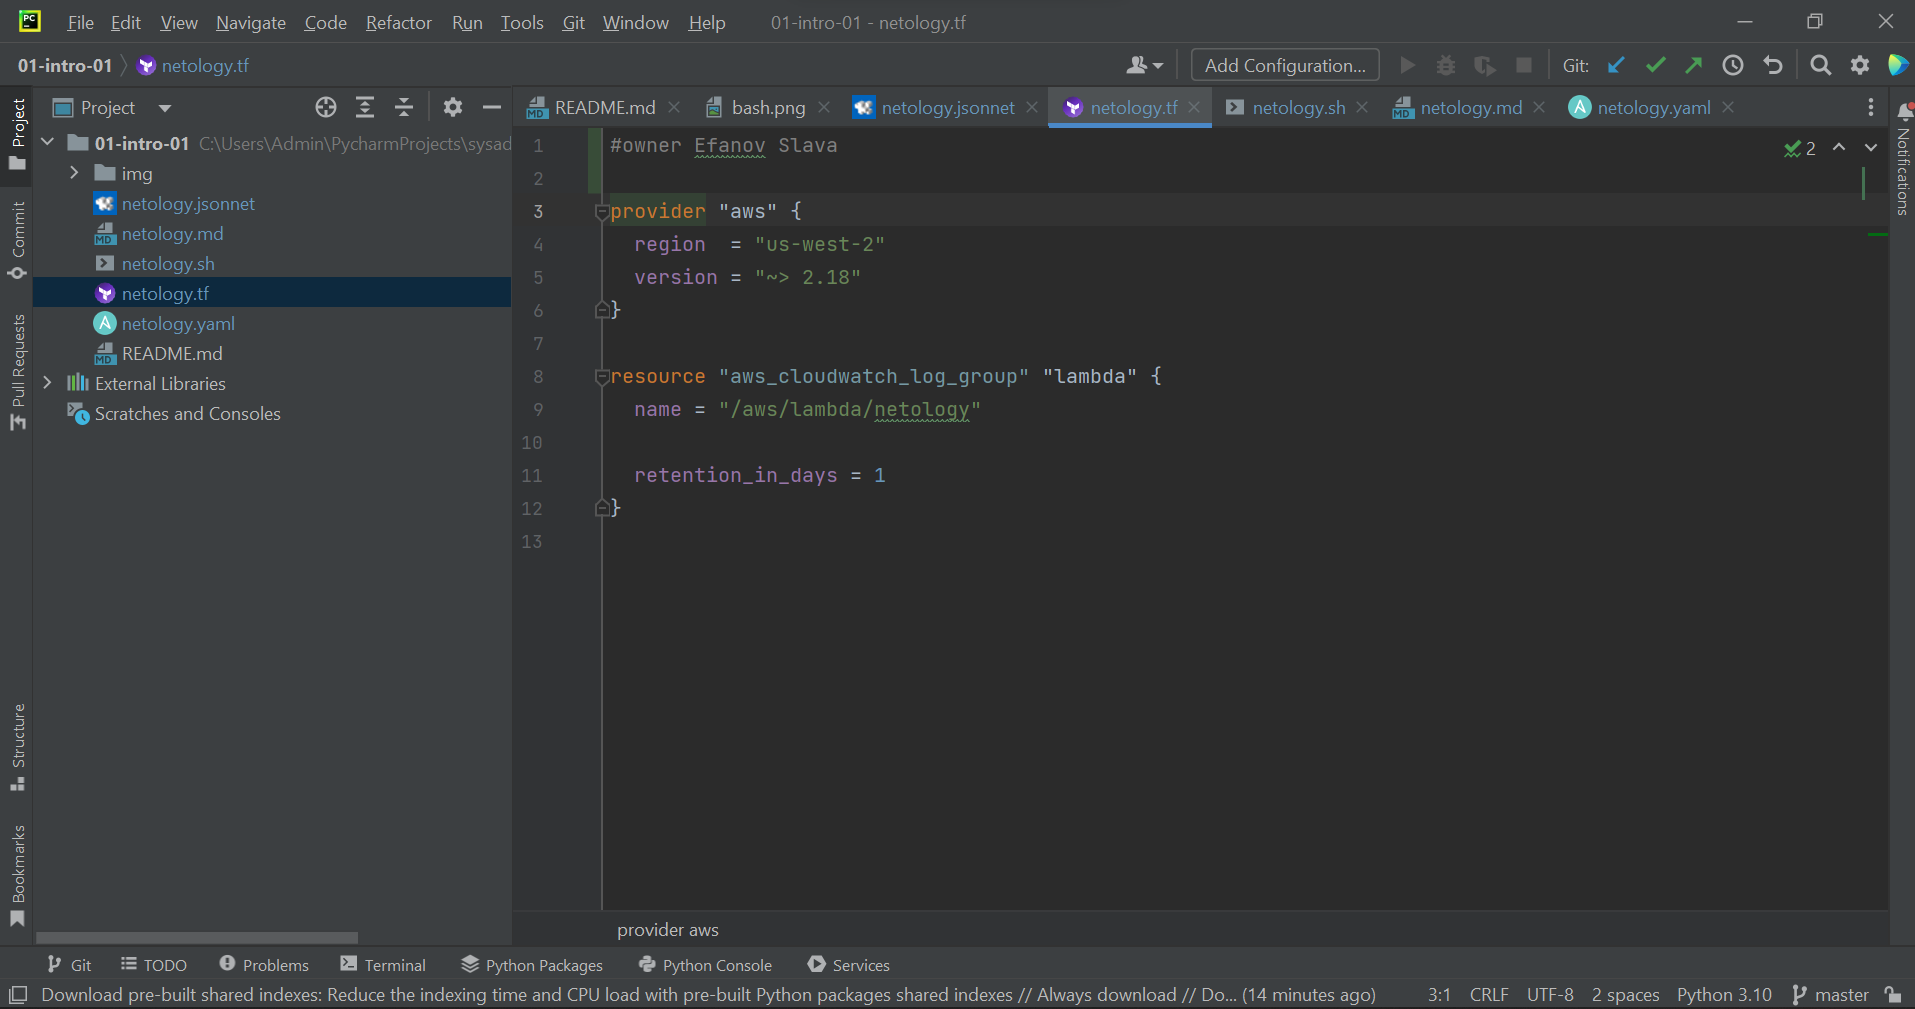 PC
File Edit View Navigate Code Refactor Run Tools Git Window Help 01-intro-01 - netology.tf
01-intro-01 netology.tf Add Configuration... Git:
Project
README.md bash.png netology.jsonnet netology.tf netology.sh netology.md netology.yaml
Project
Commit
Pull Requests
Structure
Bookmarks
Notifications
01-intro-01 C:\Users\Admin\PycharmProjects\sysad
img
netology.jsonnet
netology.md
netology.sh
netology.tf
netology.yaml
README.md
External Libraries
Scratches and Consoles
2
1 #owner Efanov Slava
2
3 provider "aws" {
4 region = "us-west-2"
5 version = "~> 2.18"
6 }
7
8 resource "aws_cloudwatch_log_group" "lambda" {
9 name = "/aws/lambda/netology"
10
11 retention_in_days = 1
12 }
13
provider aws
Git TODO Problems Terminal Python Packages Python Console Services
Download pre-built shared indexes: Reduce the indexing time and CPU load with pre-built Python packages shared indexes // Always download // Do... (14 minutes ago) 3:1 CRLF UTF-8 2 spaces Python 3.10 master